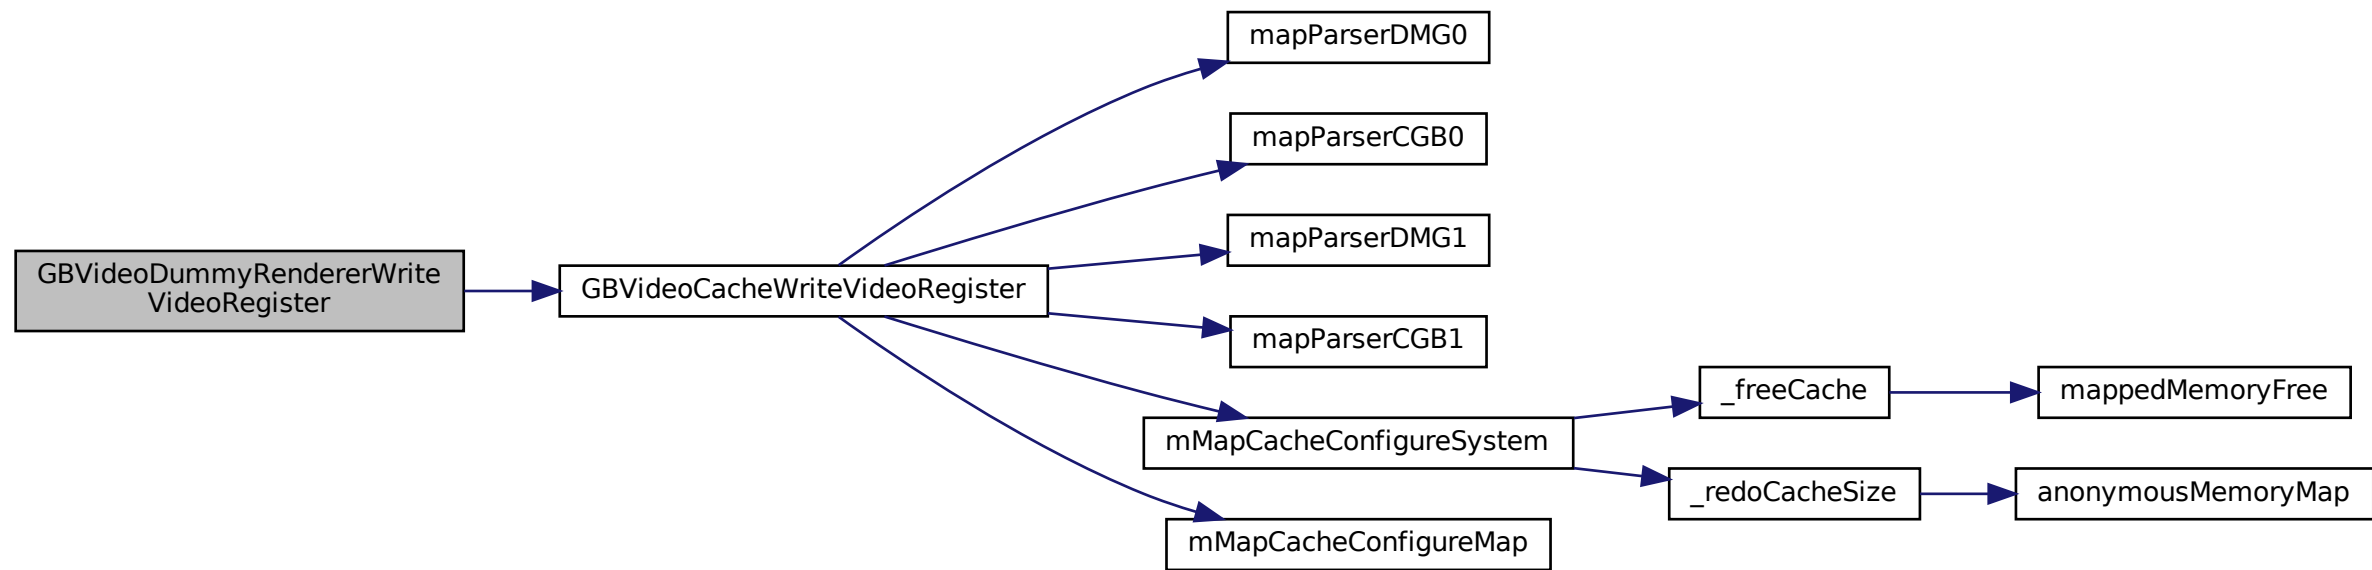 GBVideoDummyRendererWrite
VideoRegister
GBVideoCacheWriteVideoRegister
mapParserDMG0
mapParserCGB0
mapParserDMG1
mapParserCGB1
mMapCacheConfigureSystem
mMapCacheConfigureMap
_freeCache
_redoCacheSize
mappedMemoryFree
anonymousMemoryMap